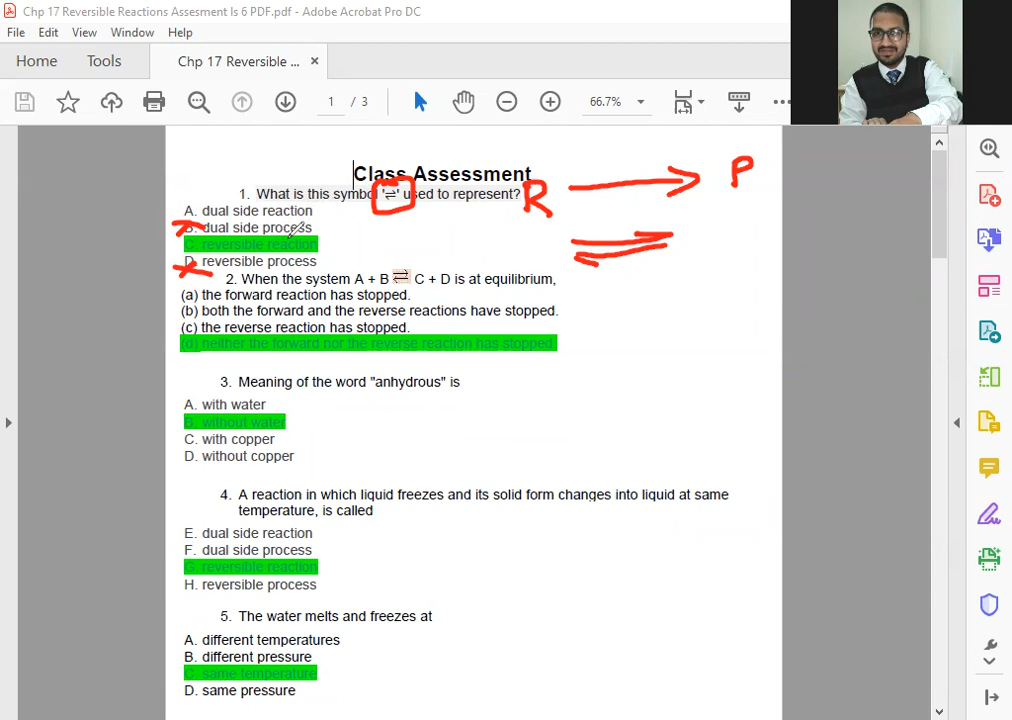 Chp 17 Reversible Reactions Assesment Is 6 PDF.pdf - Adobe Acrobat Pro DC
File Edit View Window Help
Home Tools Chp 17 Reversible ... ×
1 / 3 66.7%
Class Assessment
1. What is this symbol '⇌' used to represent? R → P
A. dual side reaction
B. dual side process
C. reversible reaction
D. reversible process
2. When the system A + B ⇌ C + D is at equilibrium,
(a) the forward reaction has stopped.
(b) both the forward and the reverse reactions have stopped.
(c) the reverse reaction has stopped.
(d) neither the forward nor the reverse reaction has stopped.
3. Meaning of the word "anhydrous" is
A. with water
B. without water
C. with copper
D. without copper
4. A reaction in which liquid freezes and its solid form changes into liquid at same
temperature, is called
E. dual side reaction
F. dual side process
G. reversible reaction
H. reversible process
5. The water melts and freezes at
A. different temperatures
B. different pressure
C. same temperature
D. same pressure